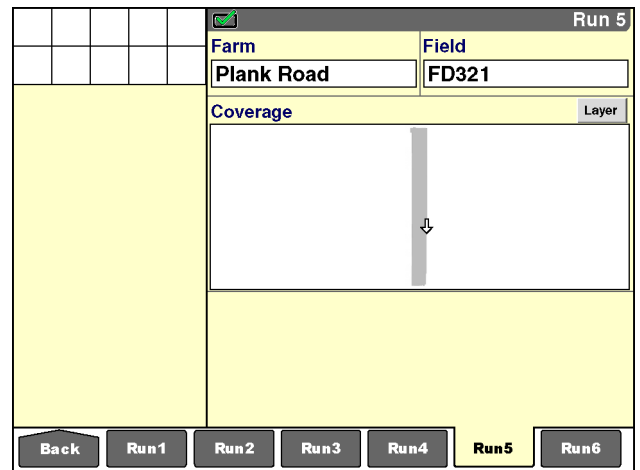 Run 5
Farm
Field
Plank Road
FD321
Coverage
Layer
Back
Run1
Run2
Run3
Run4
Run5
Run6